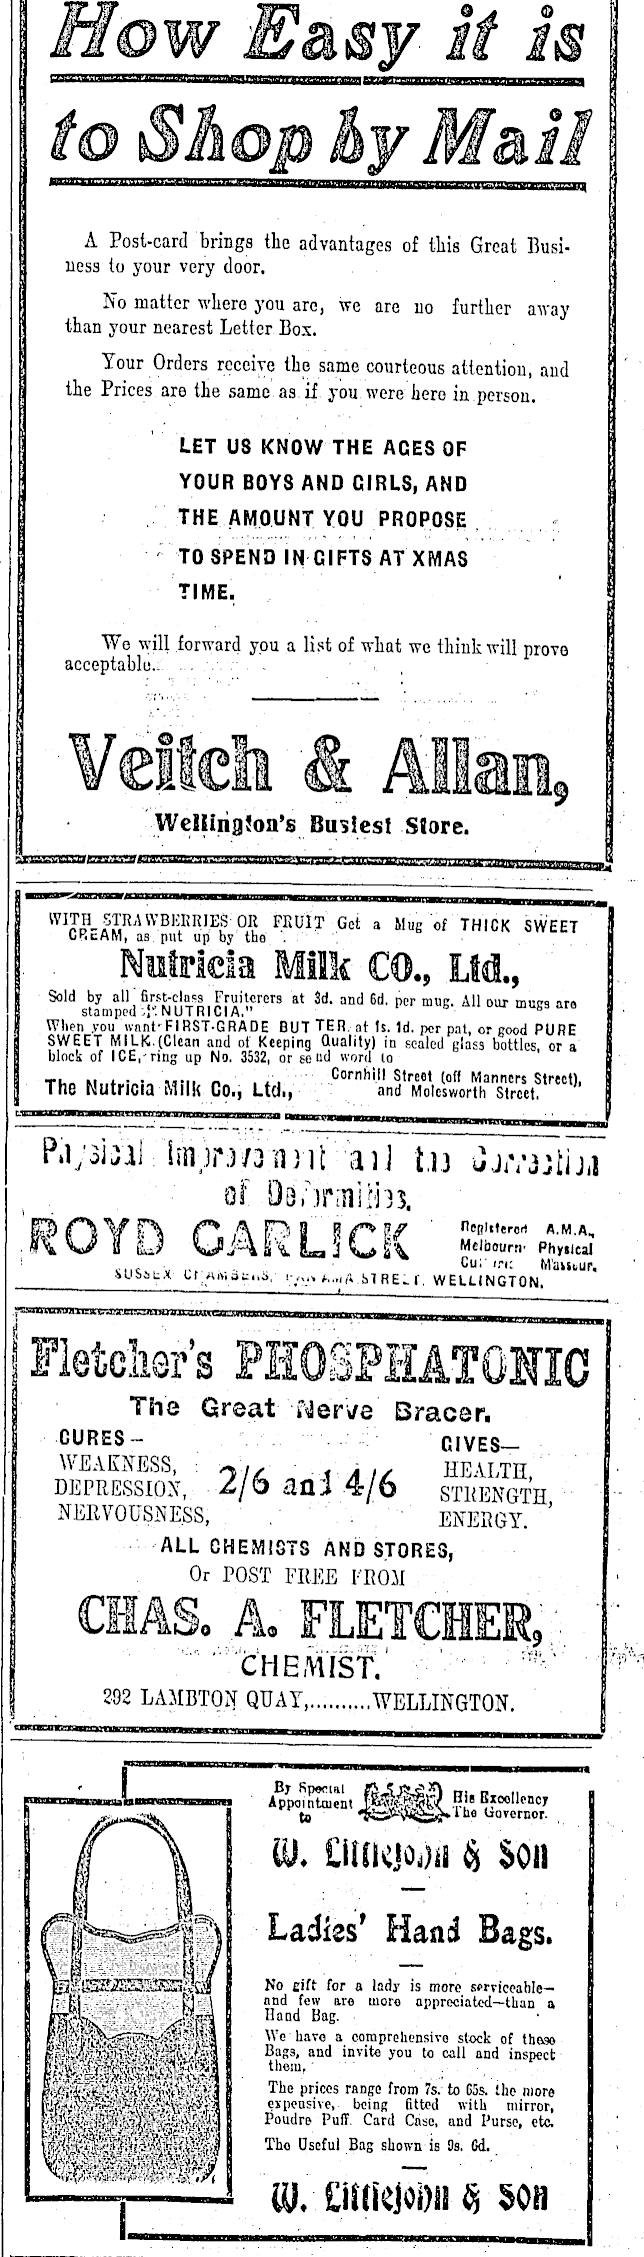 How Easy it is
to Shop by Mail
A Post-card brings the advantages of this Great Busi-
ness to your very door.
No matter where you are, we are no further away
than your nearest Letter Box.
Your Orders receive the same courteous attention, and
the Prices are the same as if you were here in person.
LET US KNOW THE AGES OF
YOUR BOYS AND GIRLS, AND
THE AMOUNT YOU PROPOSE
TO SPEND IN GIFTS AT XMAS
TIME.
We will forward you a list of what we think will prove
acceptable.
Veitch & Allan,
Wellington's Busiest Store.
WITH STRAWBERRIES OR FRUIT Get a Mug of THICK SWEET
CREAM, as put up by the
Nutricia Milk CO., Ltd.,
Sold by all first-class Fruiterers at 3d. and 6d. per mug. All our mugs are
stamped "NUTRICIA."
When you want FIRST-GRADE BUTTER at 1s. 1d. per pat, or good PURE
SWEET MILK (Clean and of Keeping Quality) in sealed glass bottles, or a
block of ICE, ring up No. 3532, or send word to
The Nutricia Milk Co., Ltd.,
Cornhill Street (off Manners Street),
and Molesworth Street.
Physical Improvement and the Correction
of Deformities.
ROYD GARLICK
Registered A.M.A.,
Melbourn Physical
Masseur.
SUSSEX CHAMBERS, PANAMA STREET, WELLINGTON.
Fletcher's PHOSPHATONIC
The Great Nerve Bracer.
CURES—
WEAKNESS,
DEPRESSION,
NERVOUSNESS,
2/6 and 4/6
GIVES—
HEALTH,
STRENGTH,
ENERGY.
ALL CHEMISTS AND STORES,
Or POST FREE FROM
CHAS. A. FLETCHER,
CHEMIST.
292 LAMBTON QUAY,..........WELLINGTON.
By Special
Appointment
to
His Excellency
The Governor.
W. Littlejohn & Son
Ladies' Hand Bags.
No gift for a lady is more serviceable—
and few are more appreciated—than a
Hand Bag.
We have a comprehensive stock of these
Bags, and invite you to call and inspect
them.
The prices range from 7s. to 65s. the more
expensive, being fitted with mirror,
Poudre Puff, Card Case, and Purse, etc.
The Useful Bag shown is 9s. 6d.
W. Littlejohn & Son